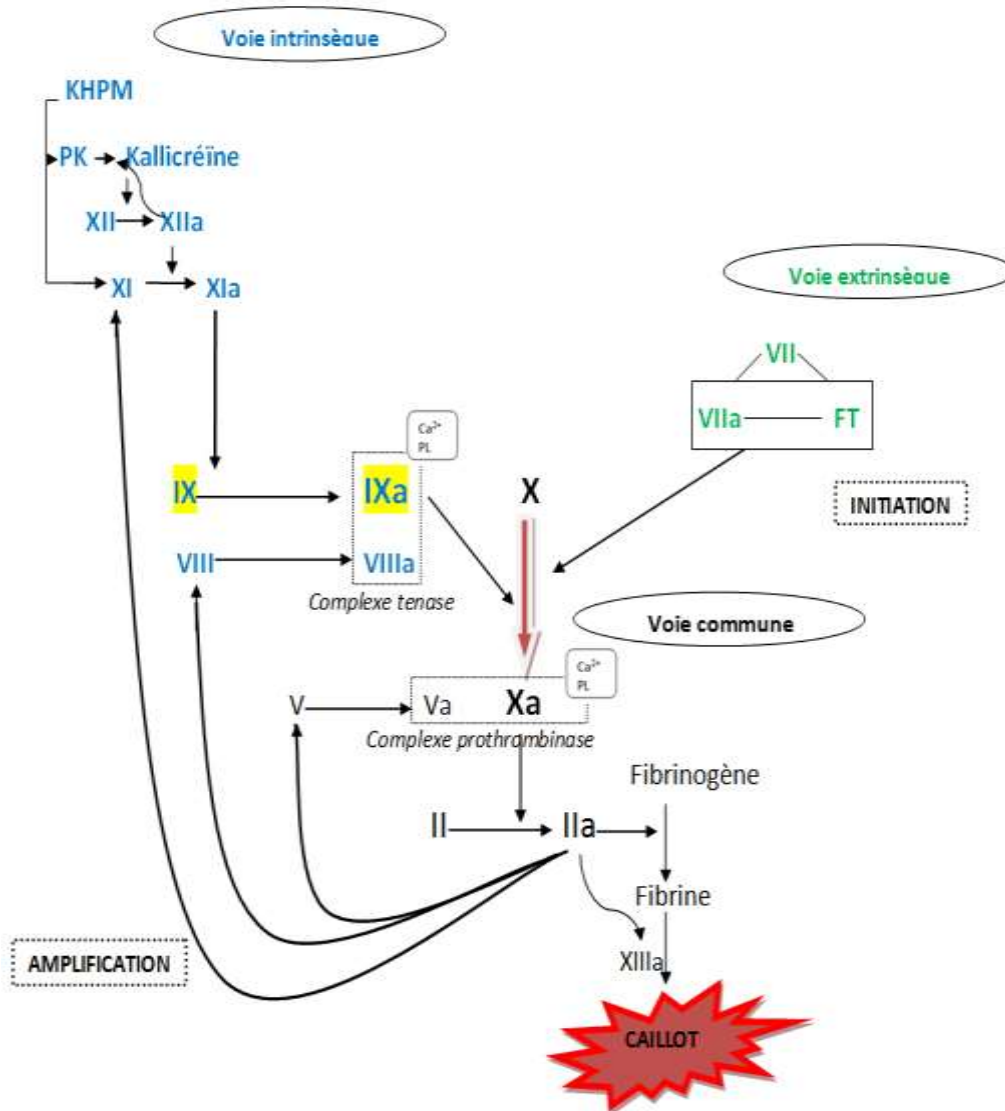 Voie intrinsèque
KHPM
PK Kallicréïne
XII XIIa
XI XIa
Voie extrinsèque
VII
VIIa FT
INITIATION
Ca²⁺
PL
IX IXa X
VIII VIIIa
Complexe tenase
Voie commune
Ca²⁺
PL
V Va Xa
Complexe prothrombinase
Fibrinogène
II IIa
Fibrine
XIIIa
AMPLIFICATION
CAILLOT